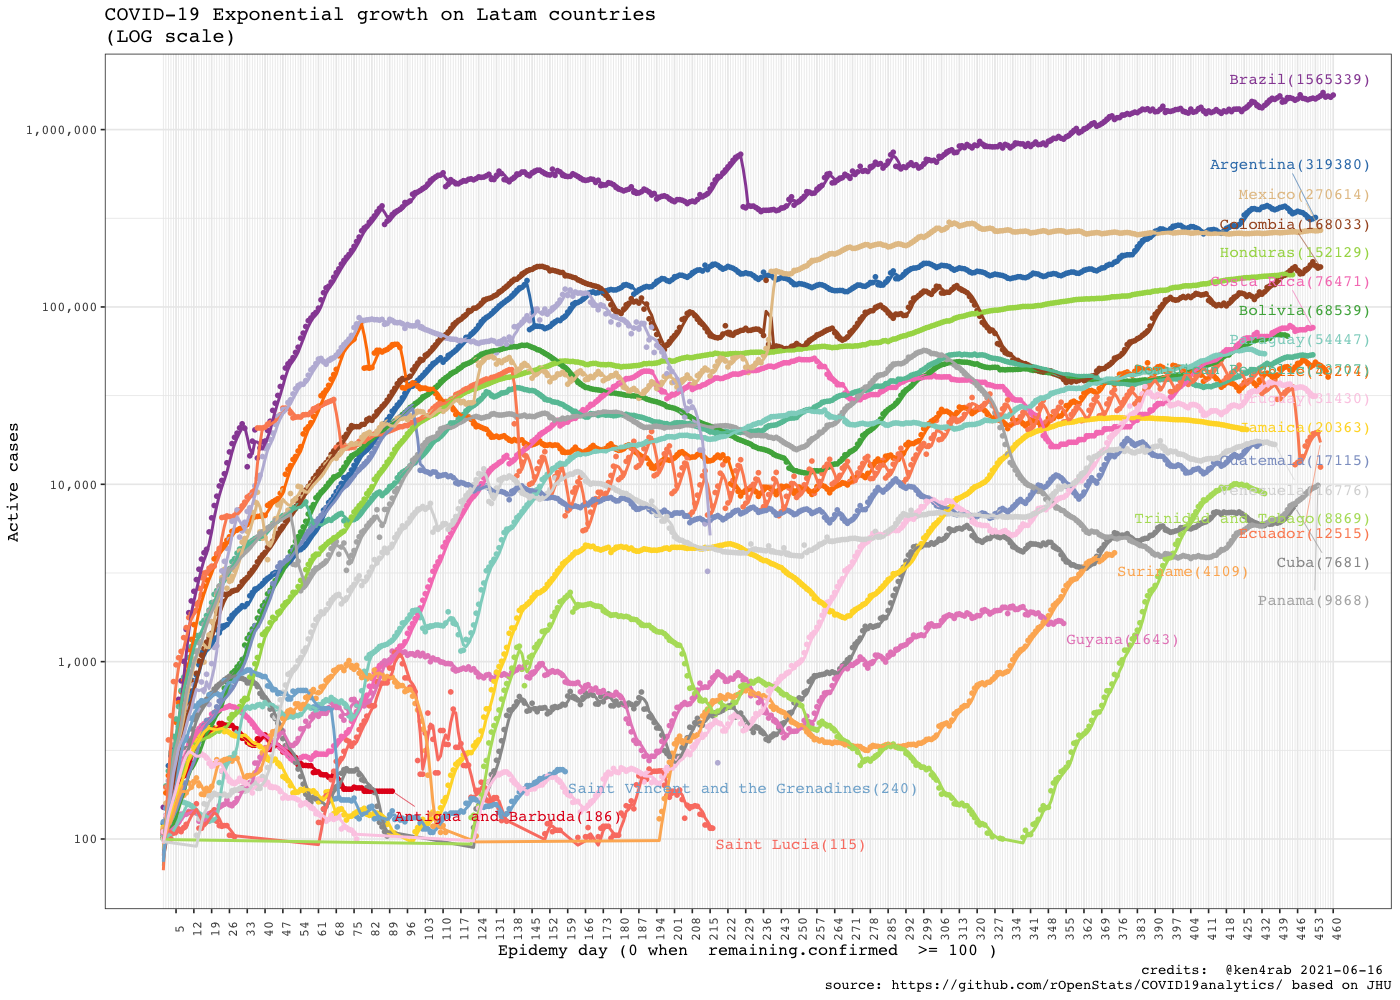 COVID-19 Exponential growth on Latam countries
(LOG scale)
Active cases
1,000,000
100,000
10,000
1,000
100
Brazil(1565339)
Argentina(319380)
Mexico(270614)
Colombia(168033)
Honduras(152129)
Costa Rica(76471)
Bolivia(68539)
Paraguay(54447)
Uruguay(31430)
Jamaica(20363)
Guatemala(17115)
Venezuela(16776)
Trinidad and Tobago(8869)
Ecuador(12515)
Cuba(7681)
Suriname(4109)
Panama(9868)
Guyana(1643)
Saint Vincent and the Grenadines(240)
Antigua and Barbuda(186)
Saint Lucia(115)
5 12 19 26 33 40 47 54 61 68 75 82 89 96 103 110 117 124 131 138 145 152 159 166 173 180 187 194 201 208 215 222 229 236 243 250 257 264 271 278 285 292 299 306 313 320 327 334 341 348 355 362 369 376 383 390 397 404 411 418 425 432 439 446 453 460
Epidemy day (0 when remaining.confirmed >= 100 )
credits: @ken4rab 2021-06-16
source: https://github.com/rOpenStats/COVID19analytics/ based on JHU